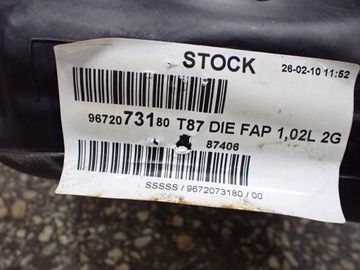 STOCK 26-02-10 11:52
9672073180 T87 DIE FAP 1,02L 2G
87406
SSSSS / 9672073180 / 00